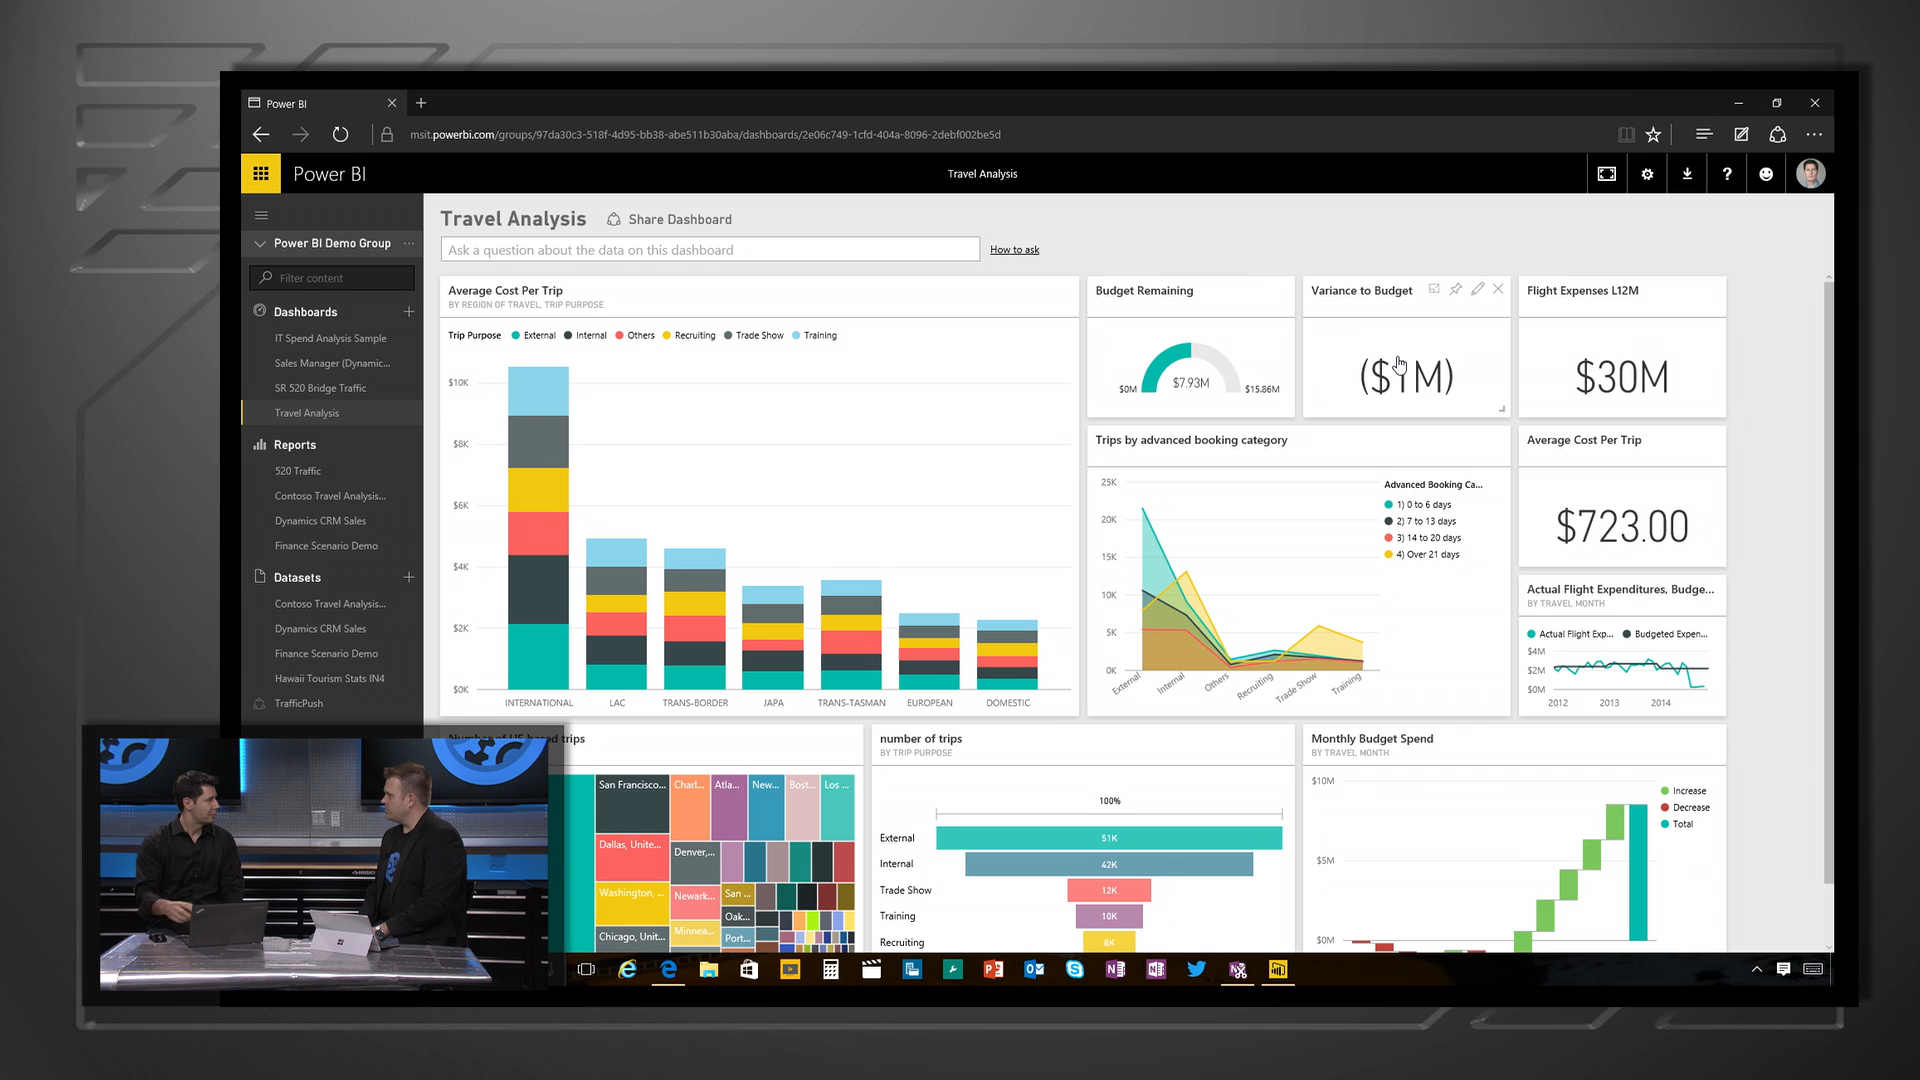 Power BI
msit.powerbi.com/groups/97da30c3-518f-4d95-bb38-abe511b30aba/dashboards/2e06c749-1cfd-404a-8096-2debf002be5d
Power BI
Travel Analysis
?
Travel Analysis
Share Dashboard
Ask a question about the data on this dashboard
How to ask
Power BI Demo Group
Filter content
Dashboards
IT Spend Analysis Sample
Sales Manager (Dynamic...
SR 520 Bridge Traffic
Travel Analysis
Reports
520 Traffic
Contoso Travel Analysis...
Dynamics CRM Sales
Finance Scenario Demo
Datasets
Contoso Travel Analysis...
Dynamics CRM Sales
Finance Scenario Demo
Hawaii Tourism Stats IN4
TrafficPush
Average Cost Per Trip
BY REGION OF TRAVEL, TRIP PURPOSE
Trip Purpose External Internal Others Recruiting Trade Show Training
$10K
$8K
$6K
$4K
$2K
$0K
INTERNATIONAL LAC TRANS-BORDER JAPA TRANS-TASMAN EUROPEAN DOMESTIC
Budget Remaining
$0M $7.93M $15.86M
Variance to Budget
($1M)
Flight Expenses L12M
$30M
Trips by advanced booking category
25K
20K
15K
10K
5K
0K
External Internal Others Recruiting Trade Show Training
Advanced Booking Ca...
1) 0 to 6 days
2) 7 to 13 days
3) 14 to 20 days
4) Over 21 days
Average Cost Per Trip
$723.00
Actual Flight Expenditures, Budge...
BY TRAVEL MONTH
Actual Flight Exp... Budgeted Expen...
$4M
$2M
$0M
2012 2013 2014
Number of US based trips
San Francisco...
Charl...
Atla...
New...
Bost...
Los ...
Dallas, Unite...
Denver,...
Washington, ...
Newark...
San ...
Oak...
Chicago, Unit...
Minnea...
Port...
number of trips
BY TRIP PURPOSE
100%
External 51K
Internal 42K
Trade Show 12K
Training 10K
Recruiting 8K
Monthly Budget Spend
BY TRAVEL MONTH
$10M
$5M
$0M
Increase
Decrease
Total